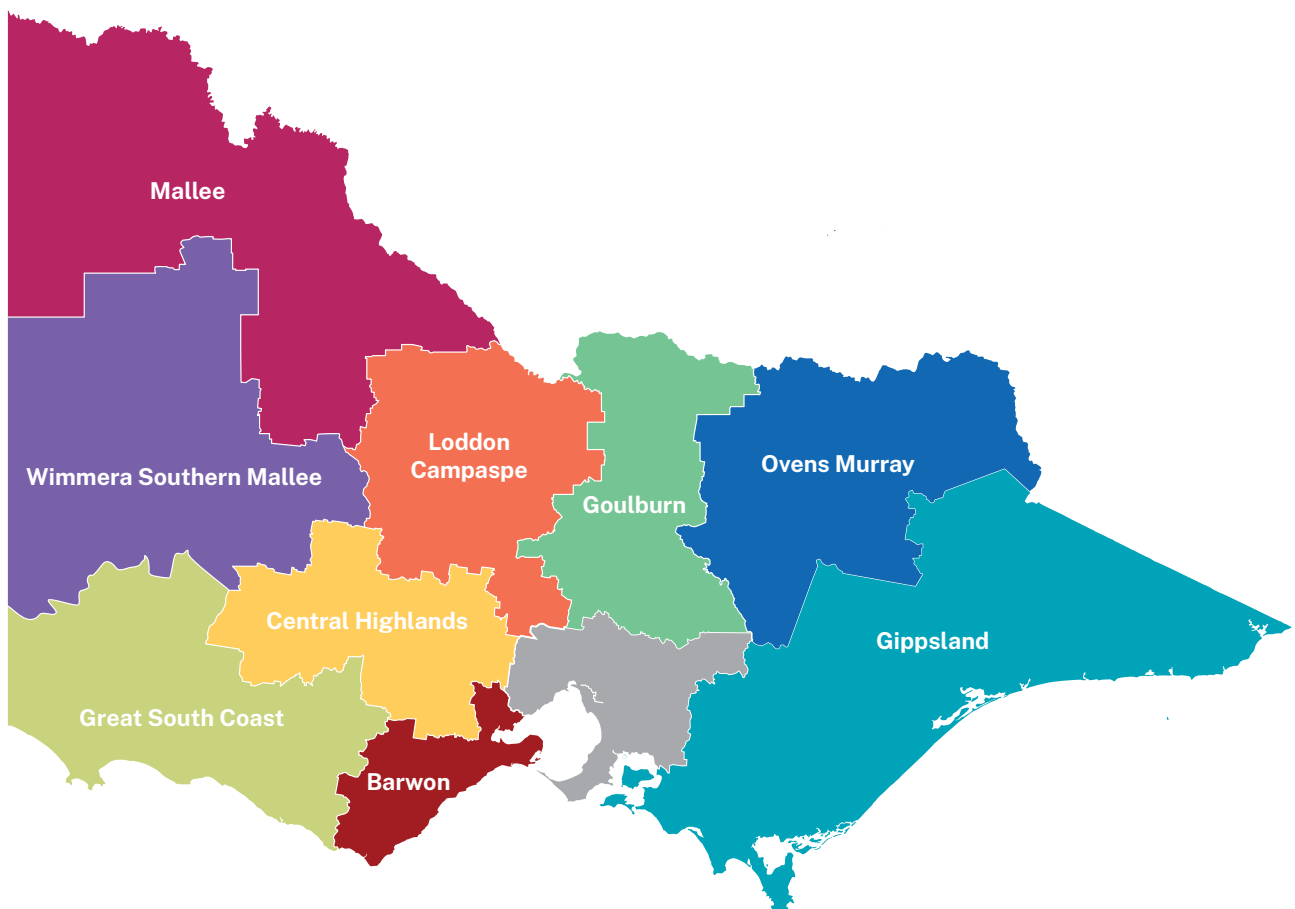 Mallee
Loddon
Campaspe
Wimmera Southern Mallee
Ovens Murray
Goulburn
Central Highlands
Gippsland
Great South Coast
Barwon